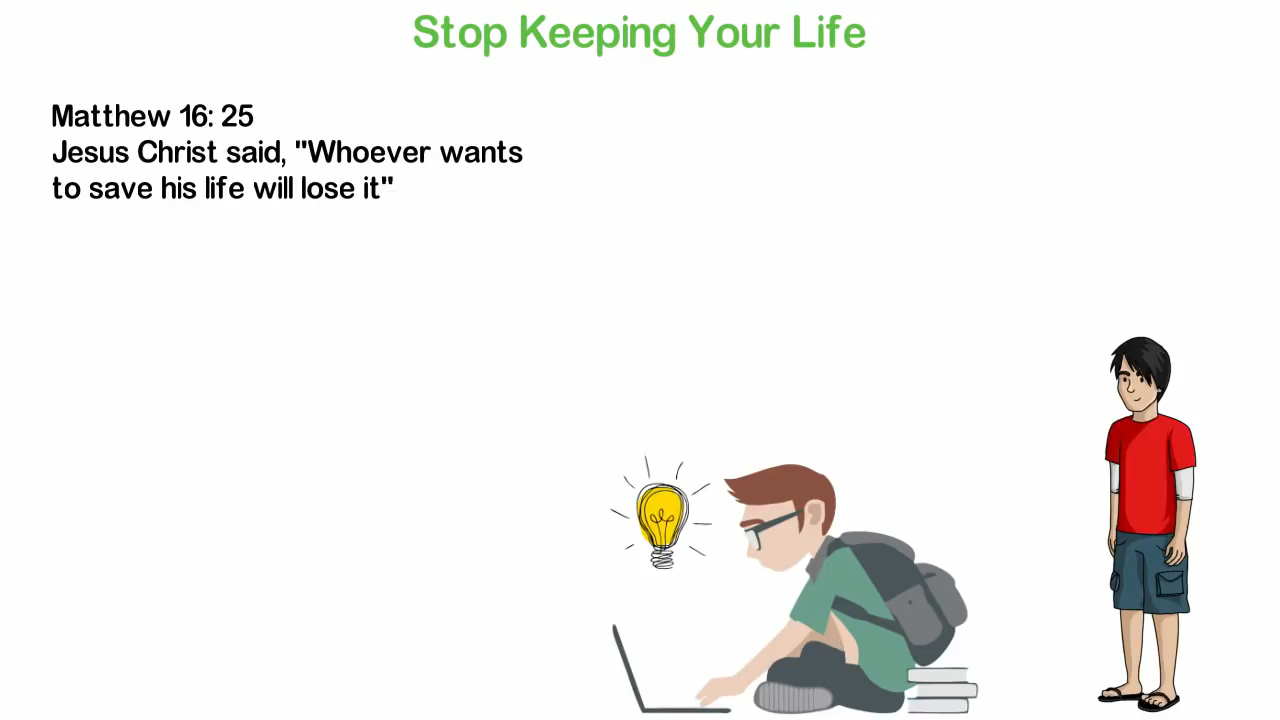 Stop Keeping Your Life
Matthew 16: 25
Jesus Christ said, "Whoever wants
to save his life will lose it"